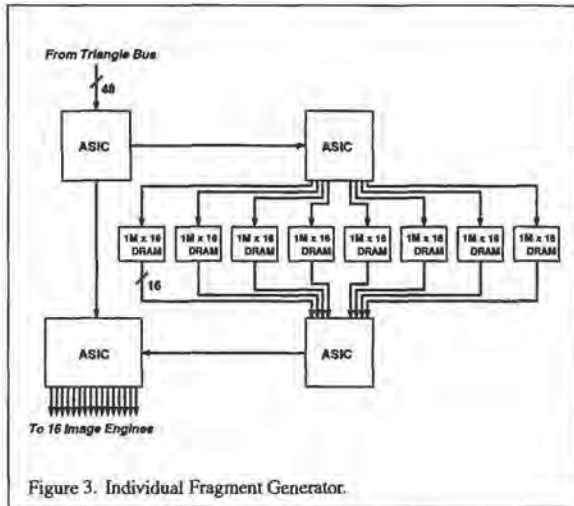 From Triangle Bus
48
ASIC
ASIC
1M x 16
DRAM
1M x 16
DRAM
1M x 16
DRAM
1M x 16
DRAM
1M x 16
DRAM
1M x 16
DRAM
1M x 16
DRAM
1M x 16
DRAM
16
ASIC
ASIC
To 16 Image Engines
Figure 3. Individual Fragment Generator.